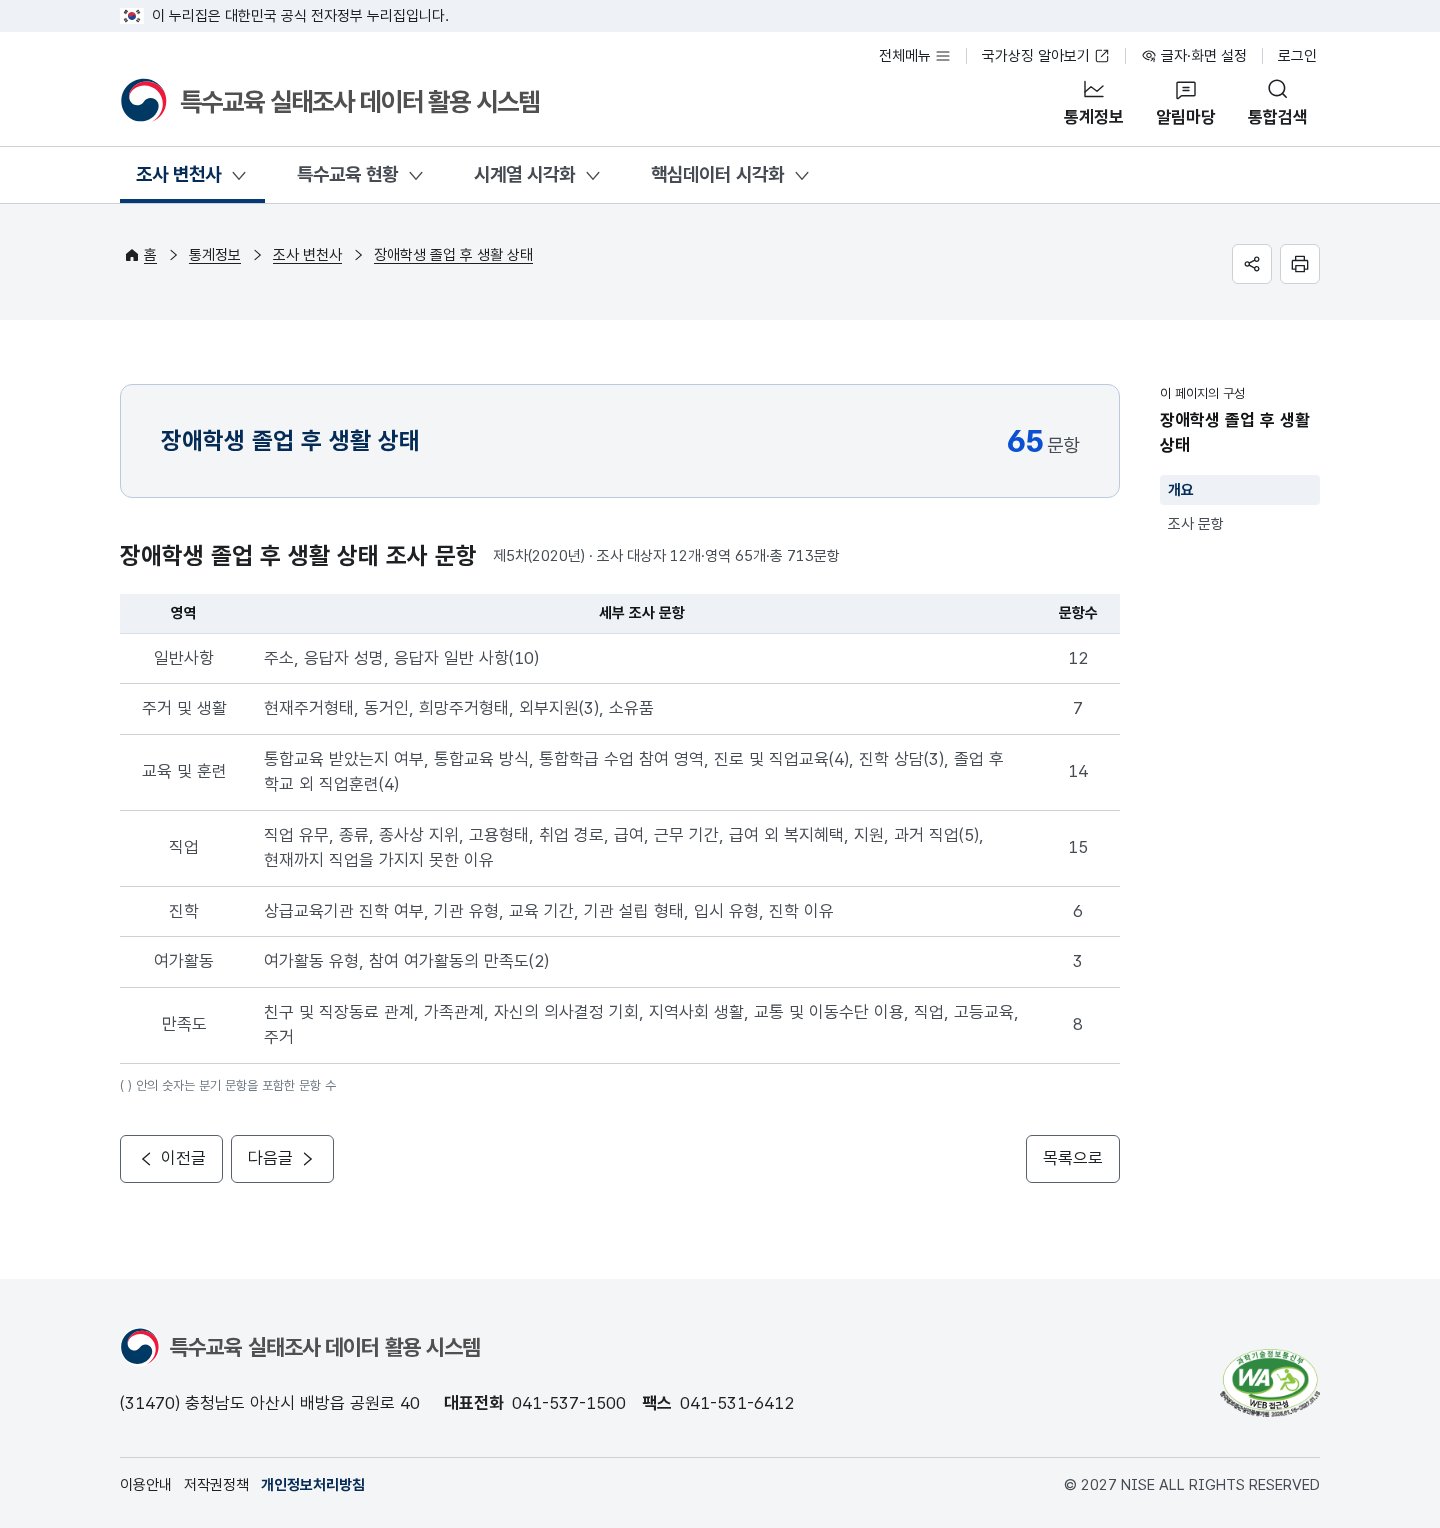 이 누리집은 대한민국 공식 전자정부 누리집입니다.
전체메뉴
국가상징 알아보기
글자·화면 설정
로그인
특수교육 실태조사 데이터 활용 시스템
통계정보
알림마당
통합검색
조사 변천사
특수교육 현황
시계열 시각화
핵심데이터 시각화
홈
통계정보
조사 변천사
장애학생 졸업 후 생활 상태
장애학생 졸업 후 생활 상태
65 문항
이 페이지의 구성
장애학생 졸업 후 생활
상태
개요
조사 문항
장애학생 졸업 후 생활 상태 조사 문항
제5차(2020년) · 조사 대상자 12개·영역 65개·총 713문항
영역 세부 조사 문항 문항수
일반사항 주소, 응답자 성명, 응답자 일반 사항(10) 12
주거 및 생활 현재주거형태, 동거인, 희망주거형태, 외부지원(3), 소유품 7
교육 및 훈련 통합교육 받았는지 여부, 통합교육 방식, 통합학급 수업 참여 영역, 진로 및 직업교육(4), 진학 상담(3), 졸업 후
학교 외 직업훈련(4) 14
직업 직업 유무, 종류, 종사상 지위, 고용형태, 취업 경로, 급여, 근무 기간, 급여 외 복지혜택, 지원, 과거 직업(5),
현재까지 직업을 가지지 못한 이유 15
진학 상급교육기관 진학 여부, 기관 유형, 교육 기간, 기관 설립 형태, 입시 유형, 진학 이유 6
여가활동 여가활동 유형, 참여 여가활동의 만족도(2) 3
만족도 친구 및 직장동료 관계, 가족관계, 자신의 의사결정 기회, 지역사회 생활, 교통 및 이동수단 이용, 직업, 고등교육,
주거 8
( ) 안의 숫자는 분기 문항을 포함한 문항 수
이전글
다음글
목록으로
특수교육 실태조사 데이터 활용 시스템
(31470) 충청남도 아산시 배방읍 공원로 40 대표전화 041-537-1500 팩스 041-531-6412
과학기술정보통신부
WA
WEB 접근성
이용안내 저작권정책 개인정보처리방침
© 2027 NISE ALL RIGHTS RESERVED